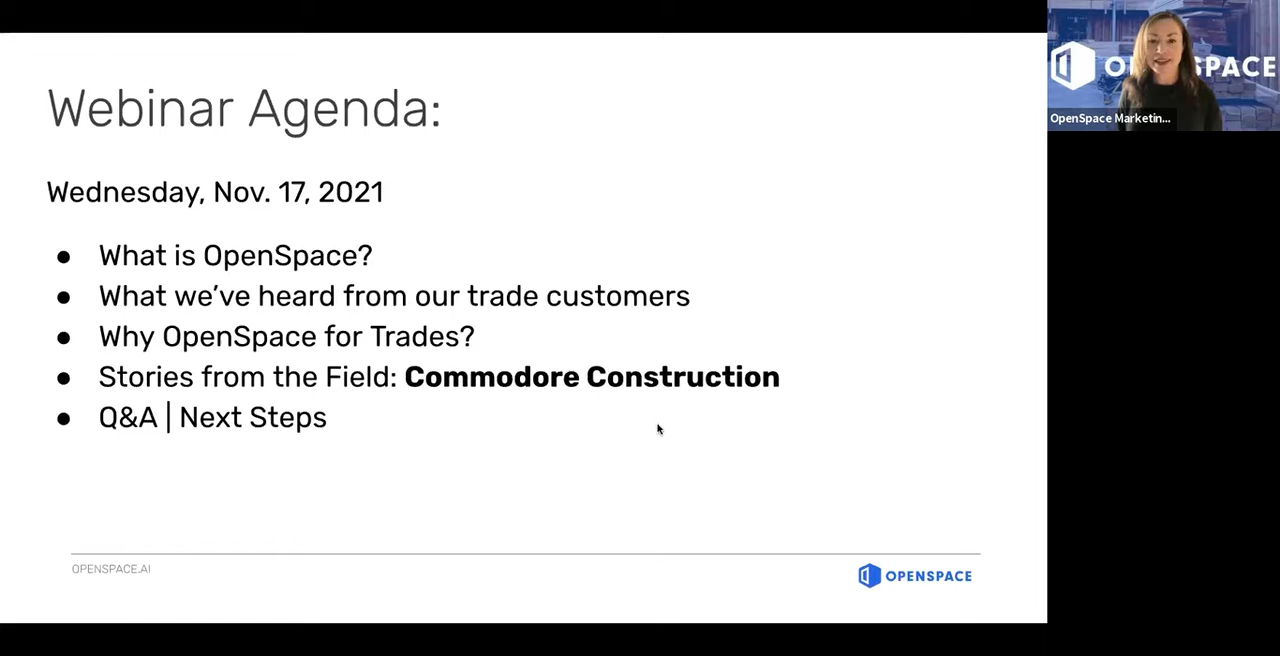 Webinar Agenda:
Wednesday, Nov. 17, 2021
● What is OpenSpace?
● What we've heard from our trade customers
● Why OpenSpace for Trades?
● Stories from the Field: Commodore Construction
● Q&A | Next Steps
OPENSPACE.AI
OPENSPACE
SPACE
OpenSpace Marketin...